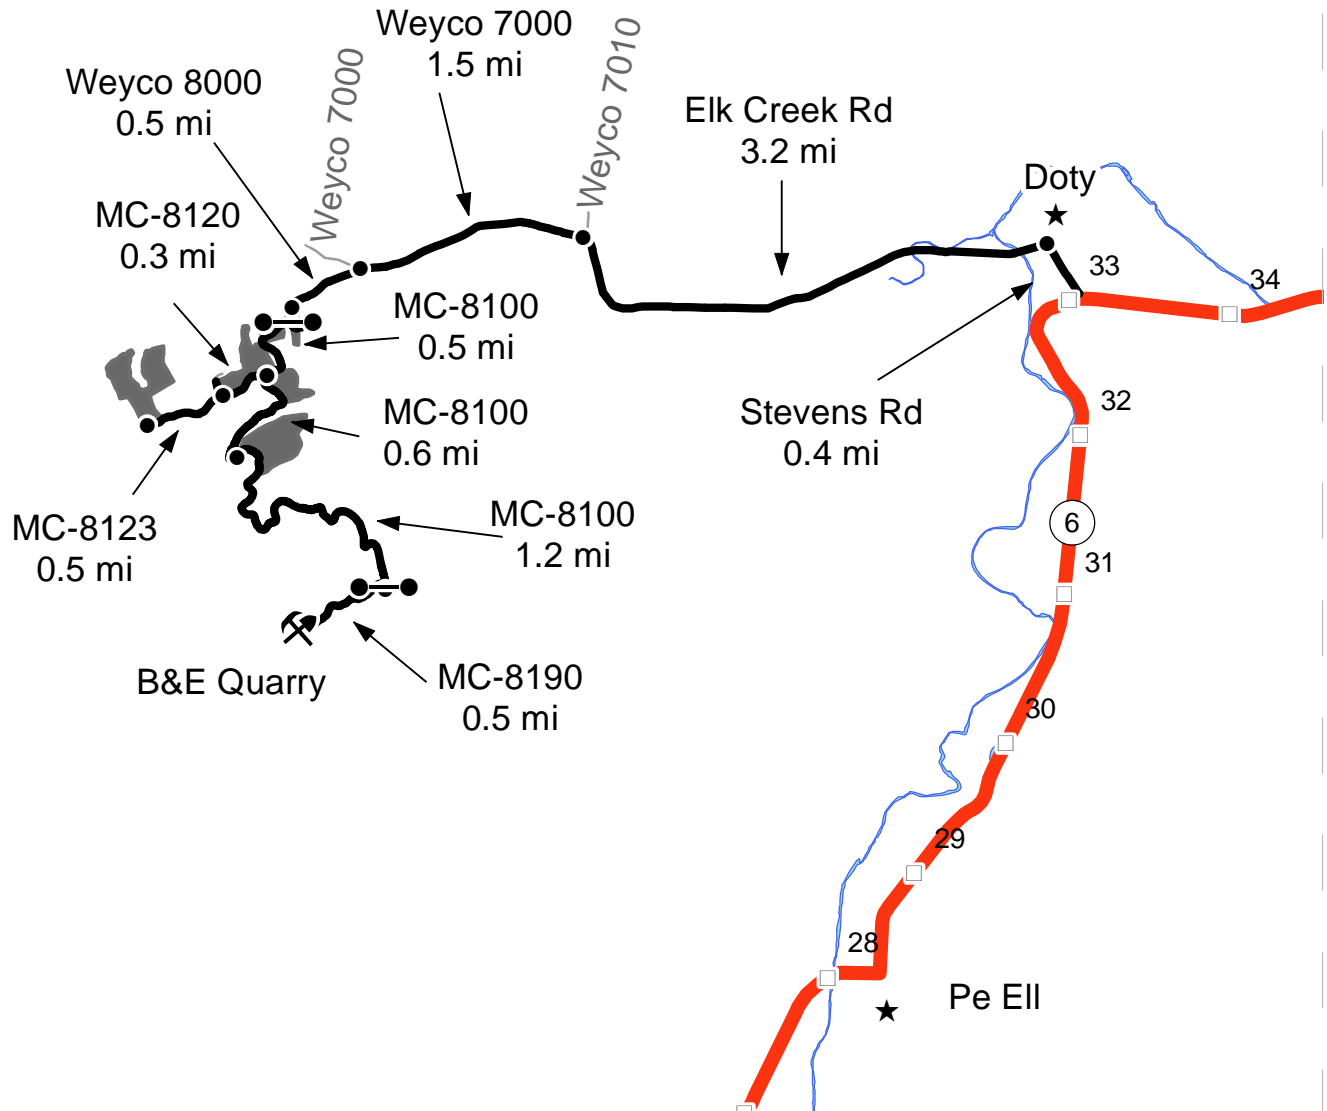 Weyco 7000
1.5 mi
Weyco 7010
Weyco 7000
Weyco 8000
0.5 mi
Elk Creek Rd
3.2 mi
Doty
MC-8120
0.3 mi
33
34
MC-8100
0.5 mi
Stevens Rd
0.4 mi
32
MC-8100
0.6 mi
MC-8123
0.5 mi
MC-8100
1.2 mi
6
31
B&E Quarry
MC-8190
0.5 mi
30
29
28
Pe Ell